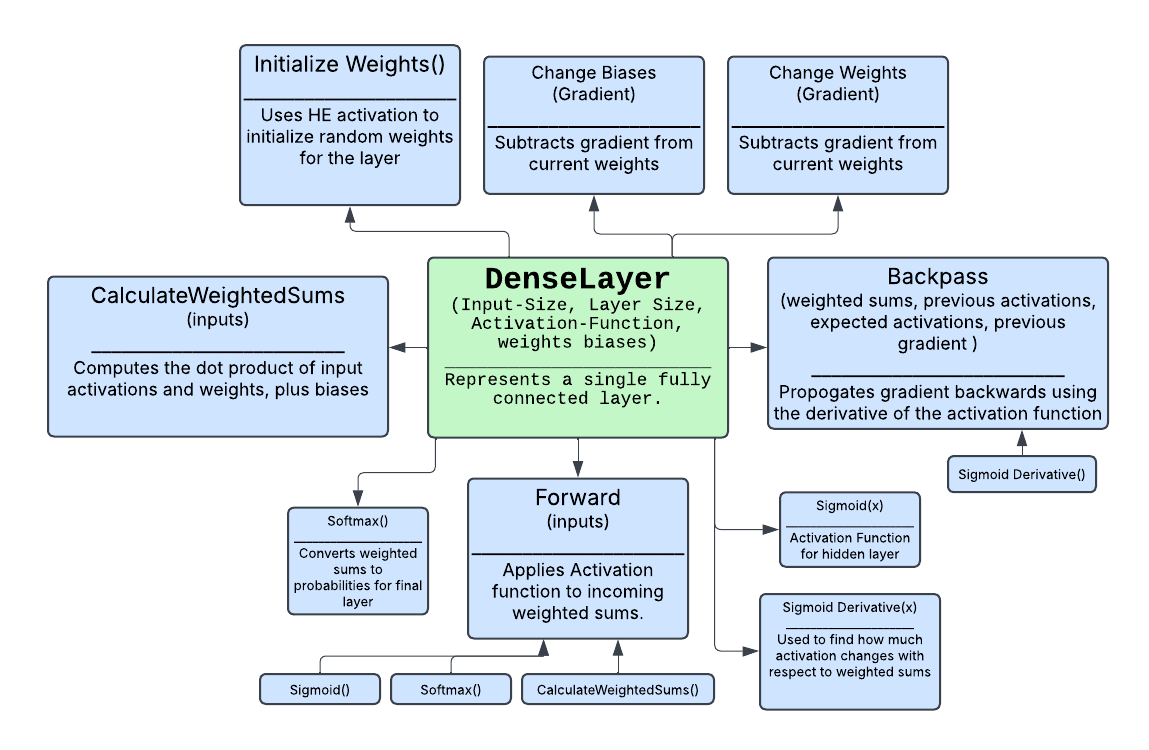 Initialize Weights()
Uses HE activation to
initialize random weights
for the layer
Change Biases
(Gradient)
Subtracts gradient from
current weights
Change Weights
(Gradient)
Subtracts gradient from
current weights
CalculateWeightedSums
(inputs)
Computes the dot product of input
activations and weights, plus biases
DenseLayer
(Input-Size, Layer Size,
Activation-Function,
weights biases)
Represents a single fully
connected layer.
Backpass
(weighted sums, previous activations,
expected activations, previous
gradient )
Propogates gradient backwards using
the derivative of the activation function
Sigmoid Derivative()
Softmax()
Converts weighted
sums to
probabilities for final
layer
Forward
(inputs)
Applies Activation
function to incoming
weighted sums.
Sigmoid(x)
Activation Function
for hidden layer
Sigmoid Derivative(x)
Used to find how much
activation changes with
respect to weighted sums
Sigmoid()
Softmax()
CalculateWeightedSums()